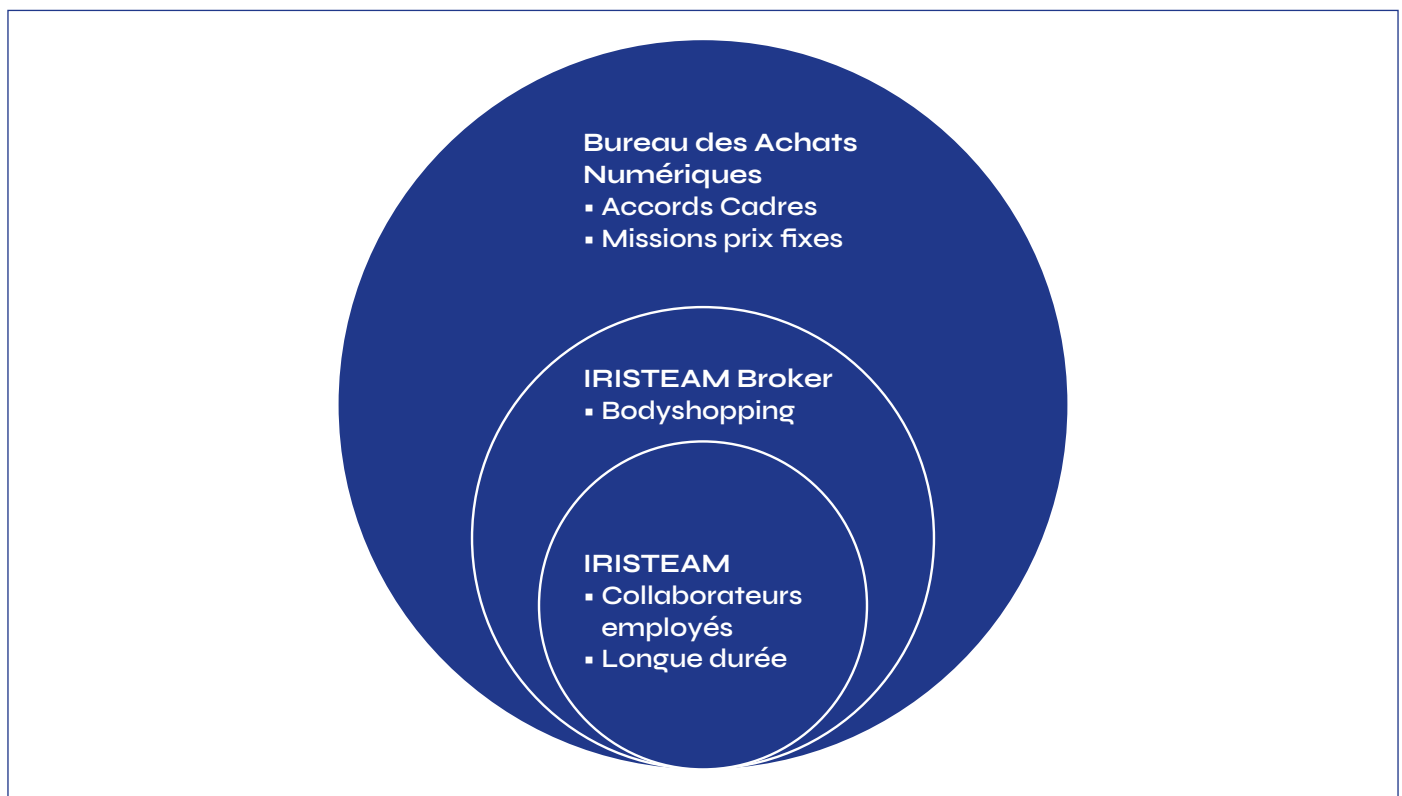 Bureau des Achats
Numériques
▪ Accords Cadres
▪ Missions prix fixes
IRISTEAM Broker
▪ Bodyshopping
IRISTEAM
▪ Collaborateurs
employés
▪ Longue durée